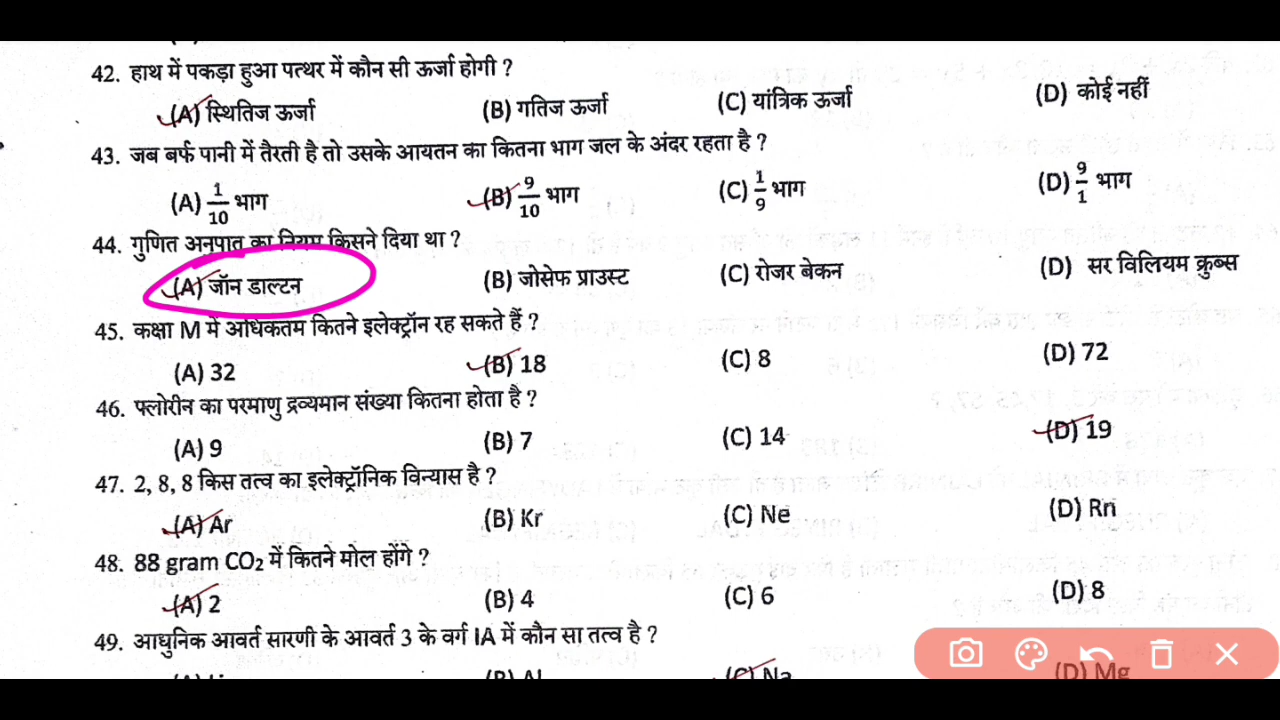 42. हाथ में पकड़ा हुआ पत्थर में कौन सी ऊर्जा होगी ?
(A) स्थितिज ऊर्जा (B) गतिज ऊर्जा (C) यांत्रिक ऊर्जा (D) कोई नहीं
43. जब बर्फ पानी में तैरती है तो उसके आयतन का कितना भाग जल के अंदर रहता है ?
(A) 1/10 भाग (B) 9/10 भाग (C) 1/9 भाग (D) 9/1 भाग
44. गुणित अनुपात का नियम किसने दिया था ?
(A) जॉन डाल्टन (B) जोसेफ प्राउस्ट (C) रोजर बेकन (D) सर विलियम क्रुब्स
45. कक्षा M में अधिकतम कितने इलेक्ट्रॉन रह सकते हैं ?
(A) 32 (B) 18 (C) 8 (D) 72
46. फ्लोरीन का परमाणु द्रव्यमान संख्या कितना होता है ?
(A) 9 (B) 7 (C) 14 (D) 19
47. 2, 8, 8 किस तत्व का इलेक्ट्रॉनिक विन्यास है ?
(A) Ar (B) Kr (C) Ne (D) Rn
48. 88 gram CO₂ में कितने मोल होंगे ?
(A) 2 (B) 4 (C) 6 (D) 8
49. आधुनिक आवर्त सारणी के आवर्त 3 के वर्ग IA में कौन सा तत्व है ?
(C) Na (D) Mg